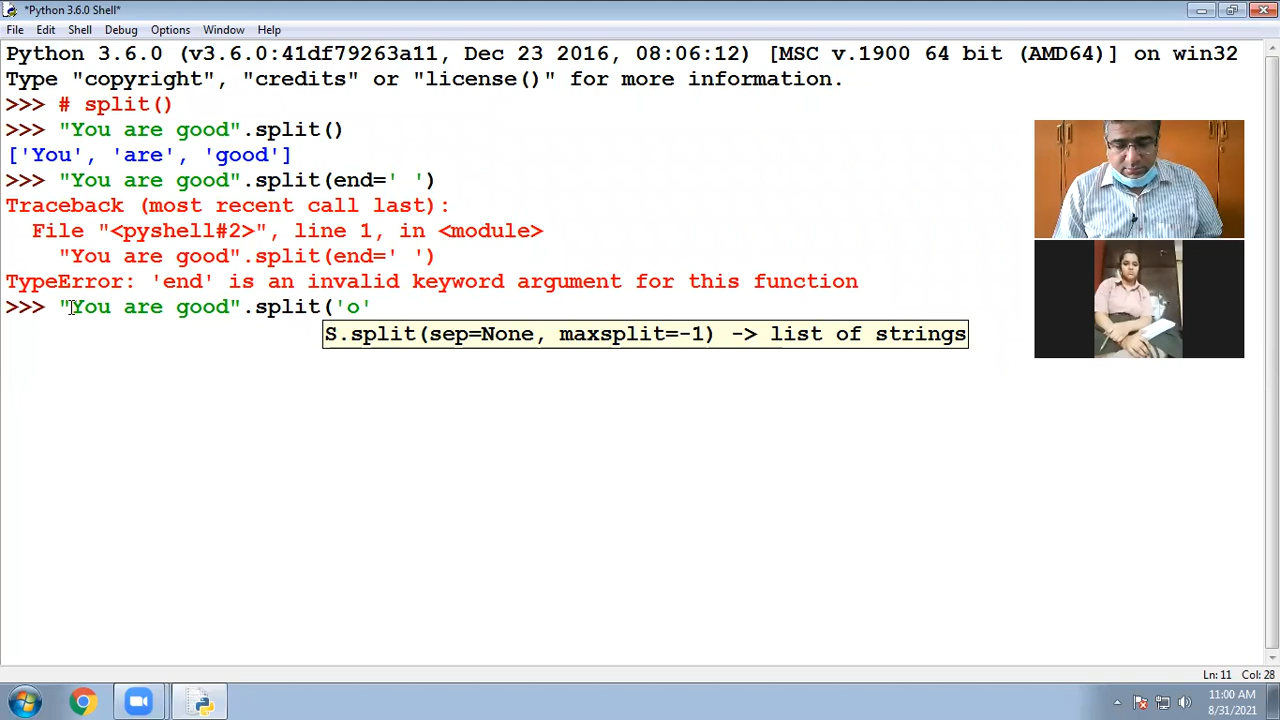 *Python 3.6.0 Shell*
File Edit Shell Debug Options Window Help
Python 3.6.0 (v3.6.0:41df79263a11, Dec 23 2016, 08:06:12) [MSC v.1900 64 bit (AMD64)] on win32
Type "copyright", "credits" or "license()" for more information.
>>> # split()
>>> "You are good".split()
['You', 'are', 'good']
>>> "You are good".split(end=' ')
Traceback (most recent call last):
  File "<pyshell#2>", line 1, in <module>
    "You are good".split(end=' ')
TypeError: 'end' is an invalid keyword argument for this function
>>> "You are good".split('o'
S.split(sep=None, maxsplit=-1) -> list of strings
Ln: 11 Col: 28
11:00 AM
8/31/2021